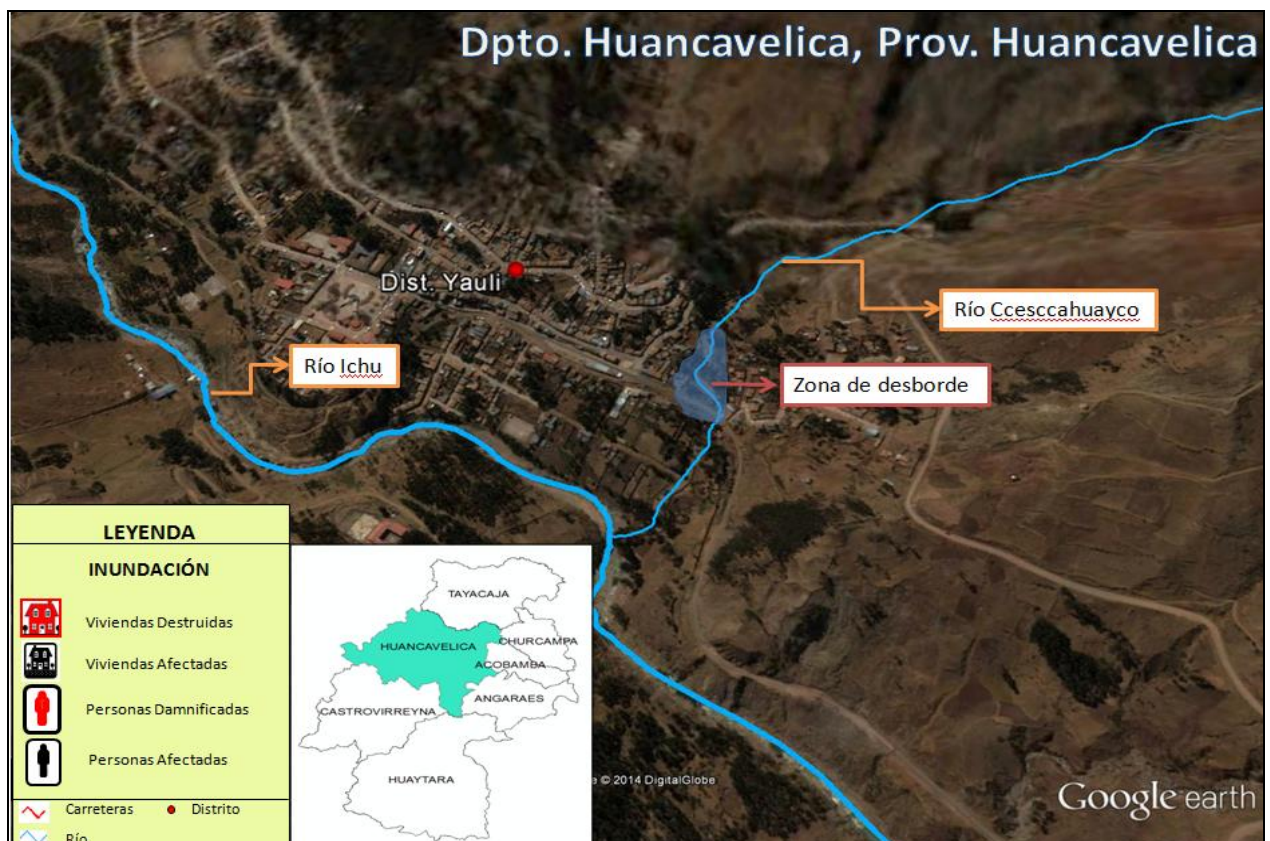 Dpto. Huancavelica, Prov. Huancavelica
Dist. Yauli
Río Ccesccahuayco
Río Ichu
Zona de desborde
LEYENDA
INUNDACIÓN
Viviendas Destruidas
Viviendas Afectadas
Personas Damnificadas
Personas Afectadas
Carreteras
Distrito
Río
TAYACAJA
HUANCAVELICA
CHURCAMPA
ACOBAMBA
ANGARAES
CASTROVIRREYNA
HUAYTARA
© 2014 DigitalGlobe
Google earth